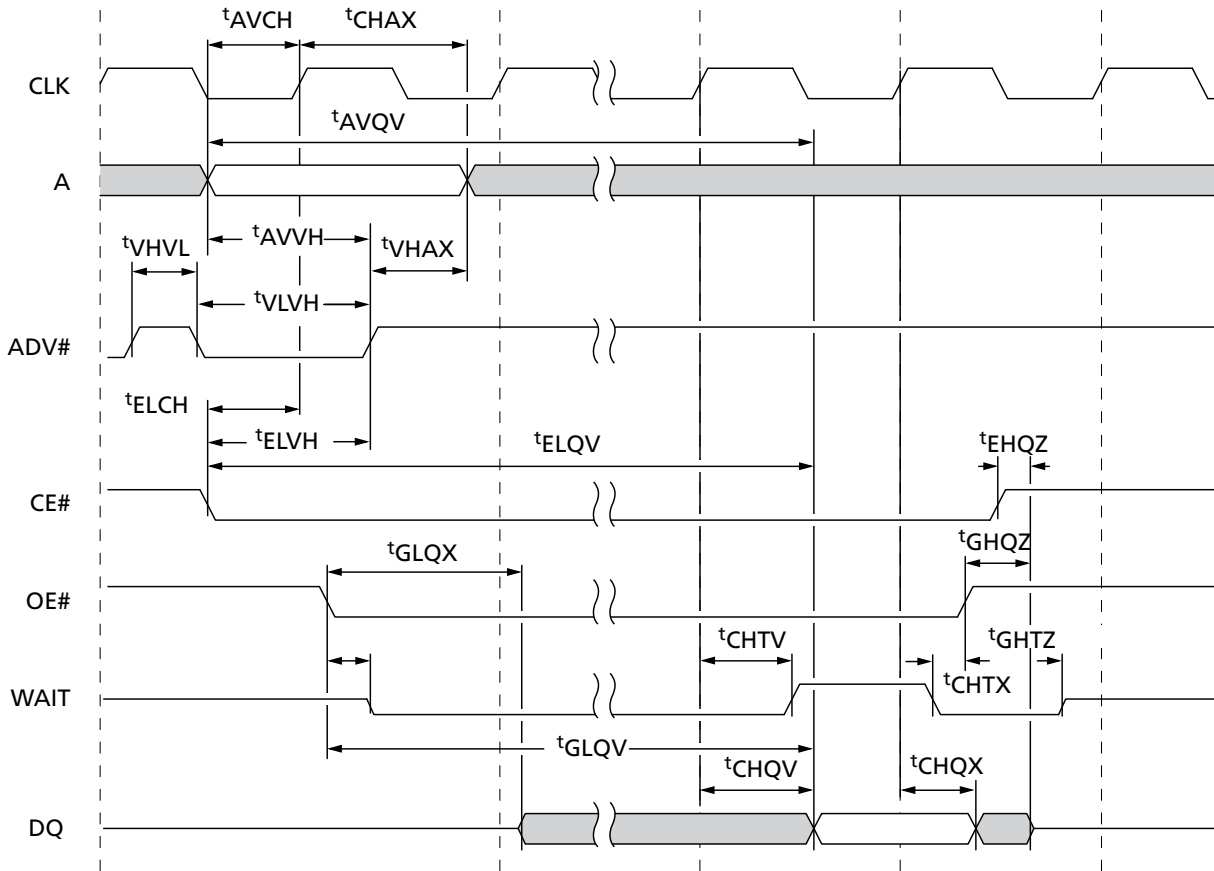 tAVCH tCHAX
CLK
tAVQV
A
tVHVL tAVVH tVHAX
tVLVH
ADV#
tELCH
tELVH tELQV tEHQZ
CE#
tGLQX tGHQZ
OE#
tCHTV tGHTZ
tCHTX
WAIT
tGLQV
tCHQV tCHQX
DQ